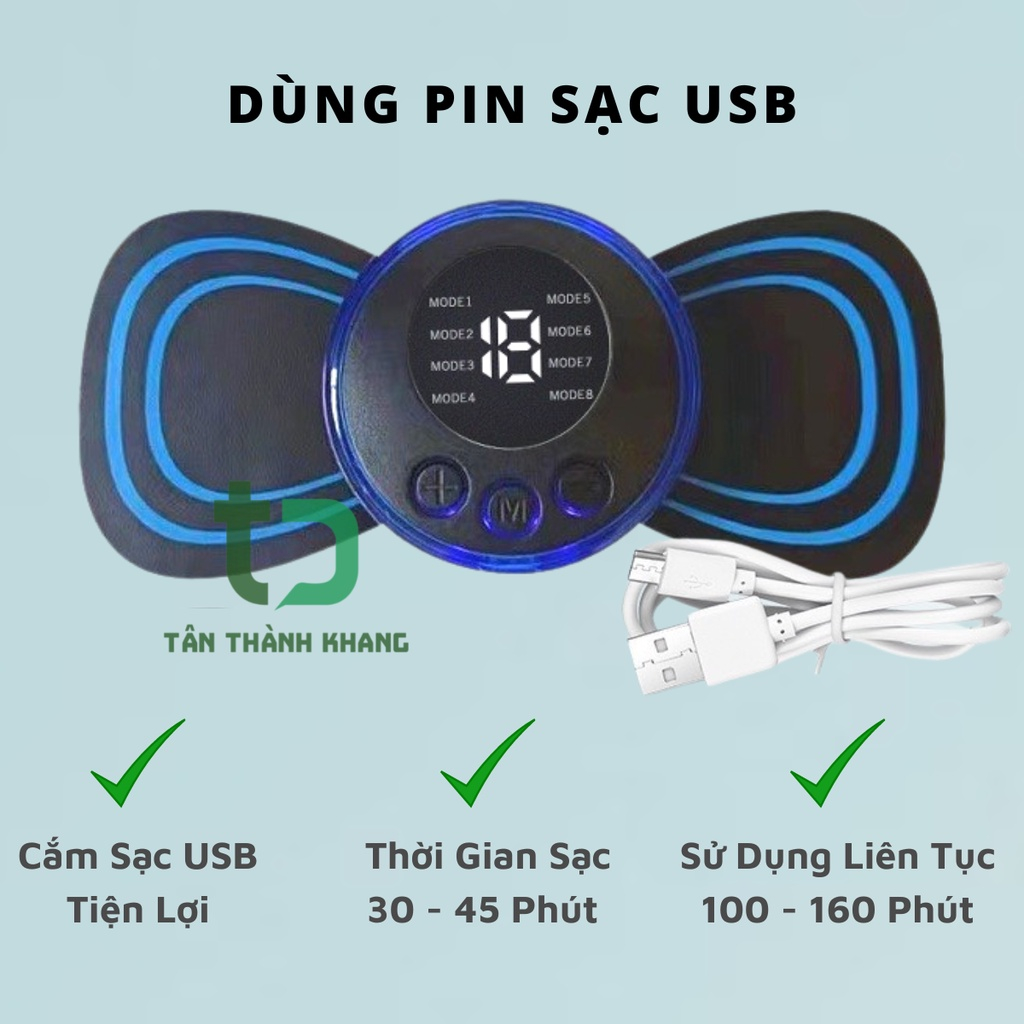 DÙNG PIN SẠC USB
MODE1
MODE2
MODE3
MODE4
18
MODE5
MODE6
MODE7
MODE8
M
TÂN THÀNH KHANG
Cắm Sạc USB
Tiện Lợi
Thời Gian Sạc
30 - 45 Phút
Sử Dụng Liên Tục
100 - 160 Phút